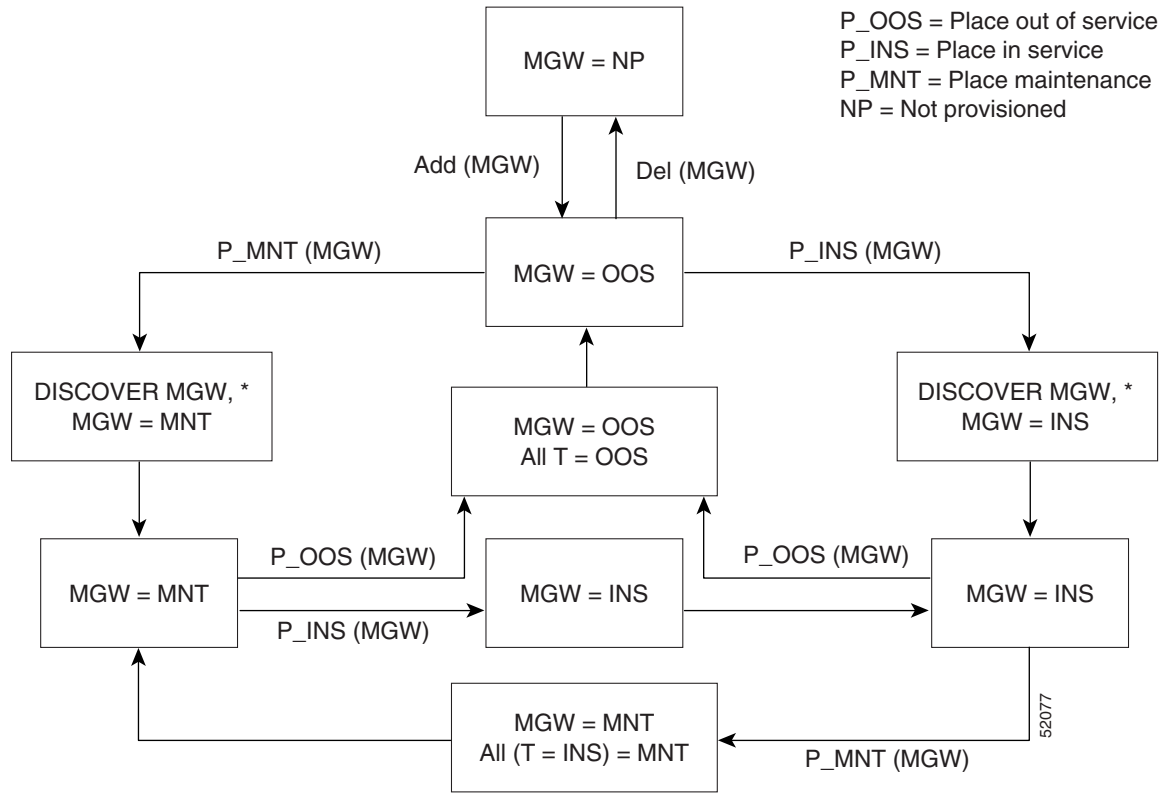 P_OOS = Place out of service
P_INS = Place in service
P_MNT = Place maintenance
NP = Not provisioned
MGW = NP
Add (MGW)
Del (MGW)
P_MNT (MGW)
MGW = OOS
P_INS (MGW)
DISCOVER MGW, *
MGW = MNT
MGW = OOS
All T = OOS
DISCOVER MGW, *
MGW = INS
MGW = MNT
P_OOS (MGW)
P_INS (MGW)
MGW = INS
P_OOS (MGW)
MGW = INS
MGW = MNT
All (T = INS) = MNT
P_MNT (MGW)
52077